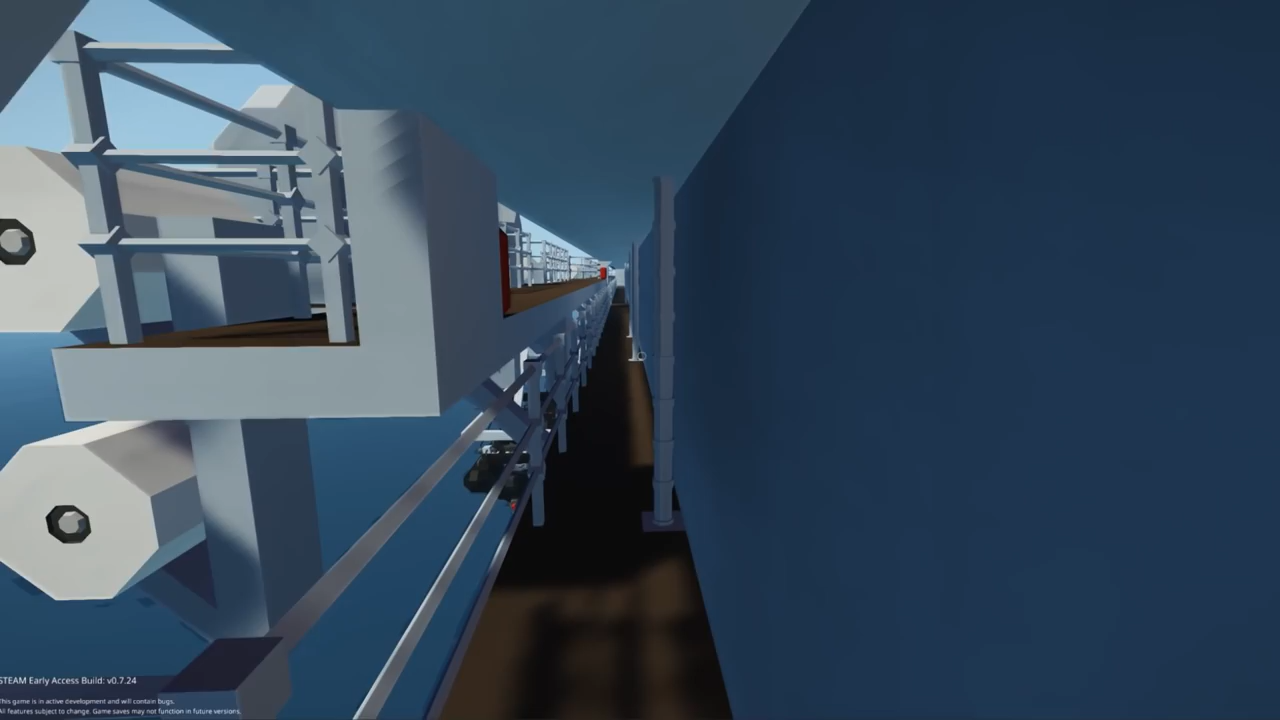 STEAM Early Access Build: v0.7.24
This game is in active development and will contain bugs.
All features subject to change. Game saves may not function in future versions.